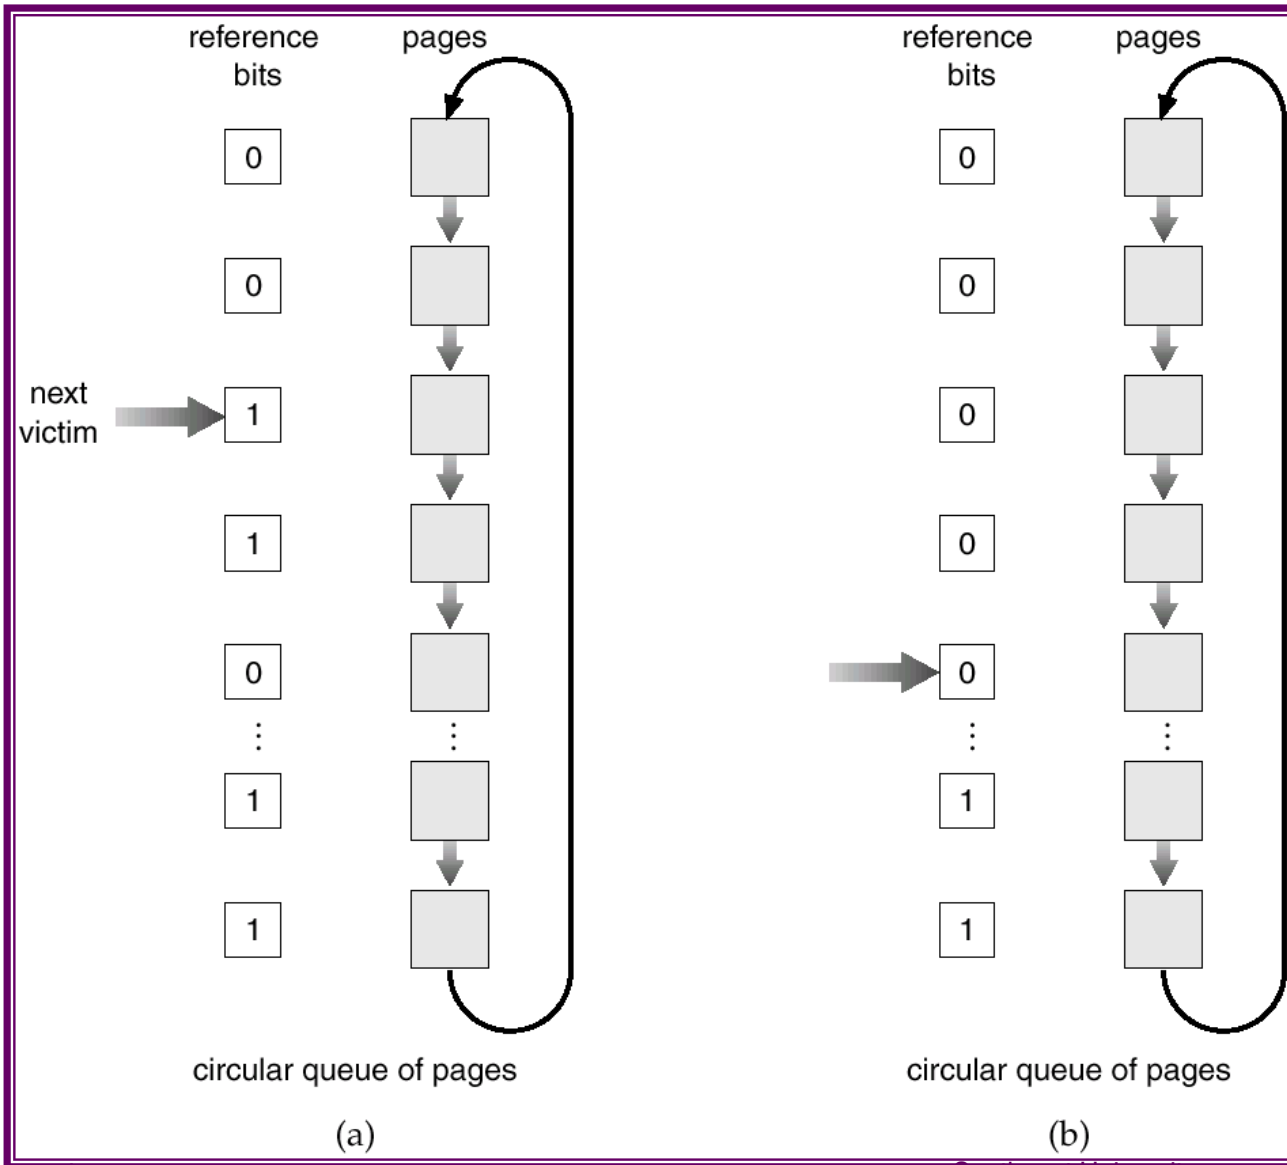 reference
bits
pages
0
0
next
victim
1
1
0
⋮
⋮
1
1
circular queue of pages
(a)
reference
bits
pages
0
0
0
0
0
⋮
⋮
1
1
circular queue of pages
(b)